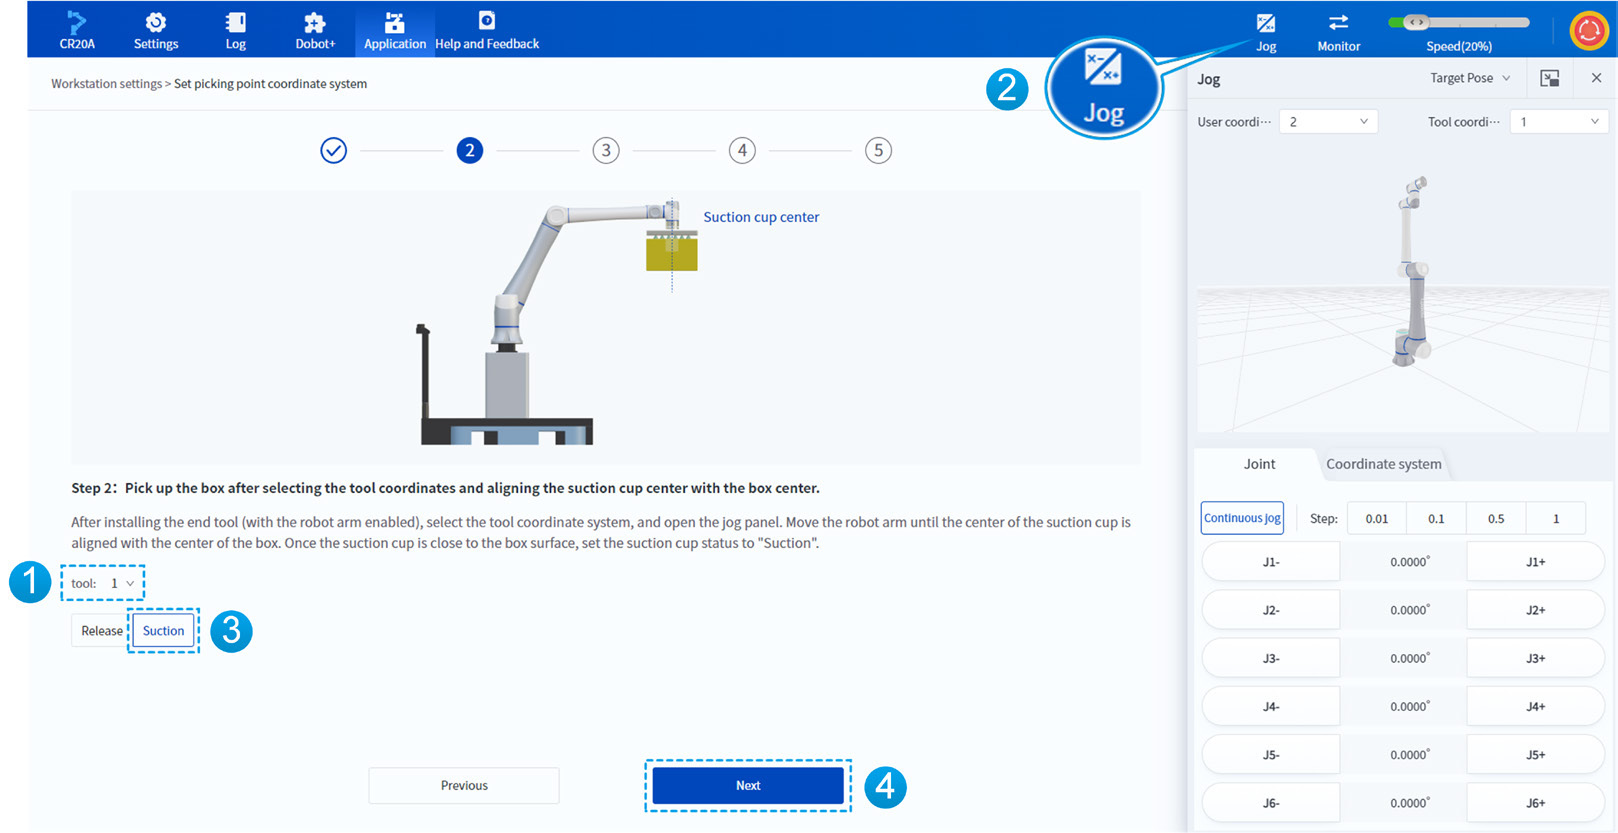 CR20A
Settings
Log
Dobot+
Application
Help and Feedback
Jog
Monitor
Speed(20%)
Workstation settings > Set picking point coordinate system
2
Jog
Jog
Target Pose
User coordi···
2
Tool coordi···
1
2
3
4
5
Suction cup center
Step 2: Pick up the box after selecting the tool coordinates and aligning the suction cup center with the box center.
After installing the end tool (with the robot arm enabled), select the tool coordinate system, and open the jog panel. Move the robot arm until the center of the suction cup is
aligned with the center of the box. Once the suction cup is close to the box surface, set the suction cup status to "Suction".
1
tool: 1
Release
Suction
3
Previous
Next
4
Joint
Coordinate system
Continuous jog
Step:
0.01
0.1
0.5
1
J1-
0.0000°
J1+
J2-
0.0000°
J2+
J3-
0.0000°
J3+
J4-
0.0000°
J4+
J5-
0.0000°
J5+
J6-
0.0000°
J6+